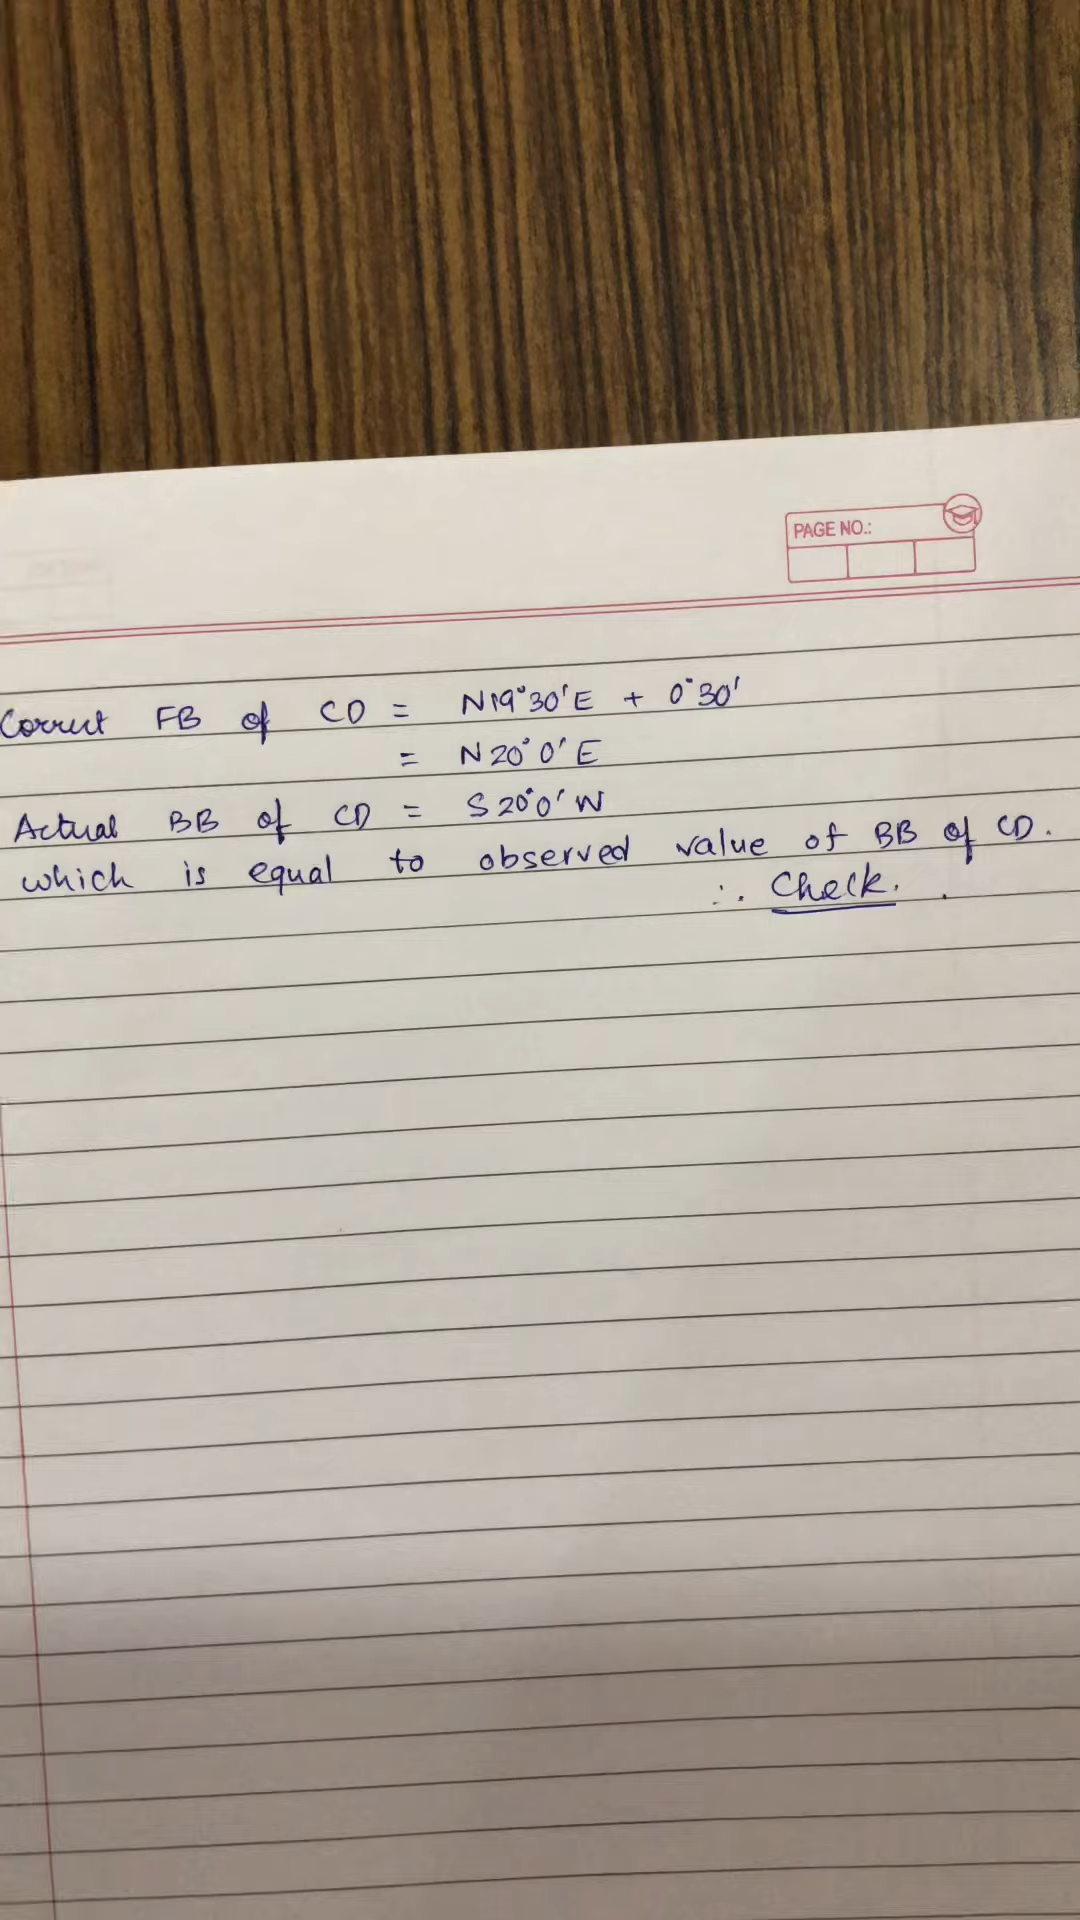 PAGE NO.:
Correct FB of CD = N19°30'E + 0°30'
= N20°0'E
Actual BB of CD = S20°0'W
which is equal to observed value of BB of CD.
∴ Check.